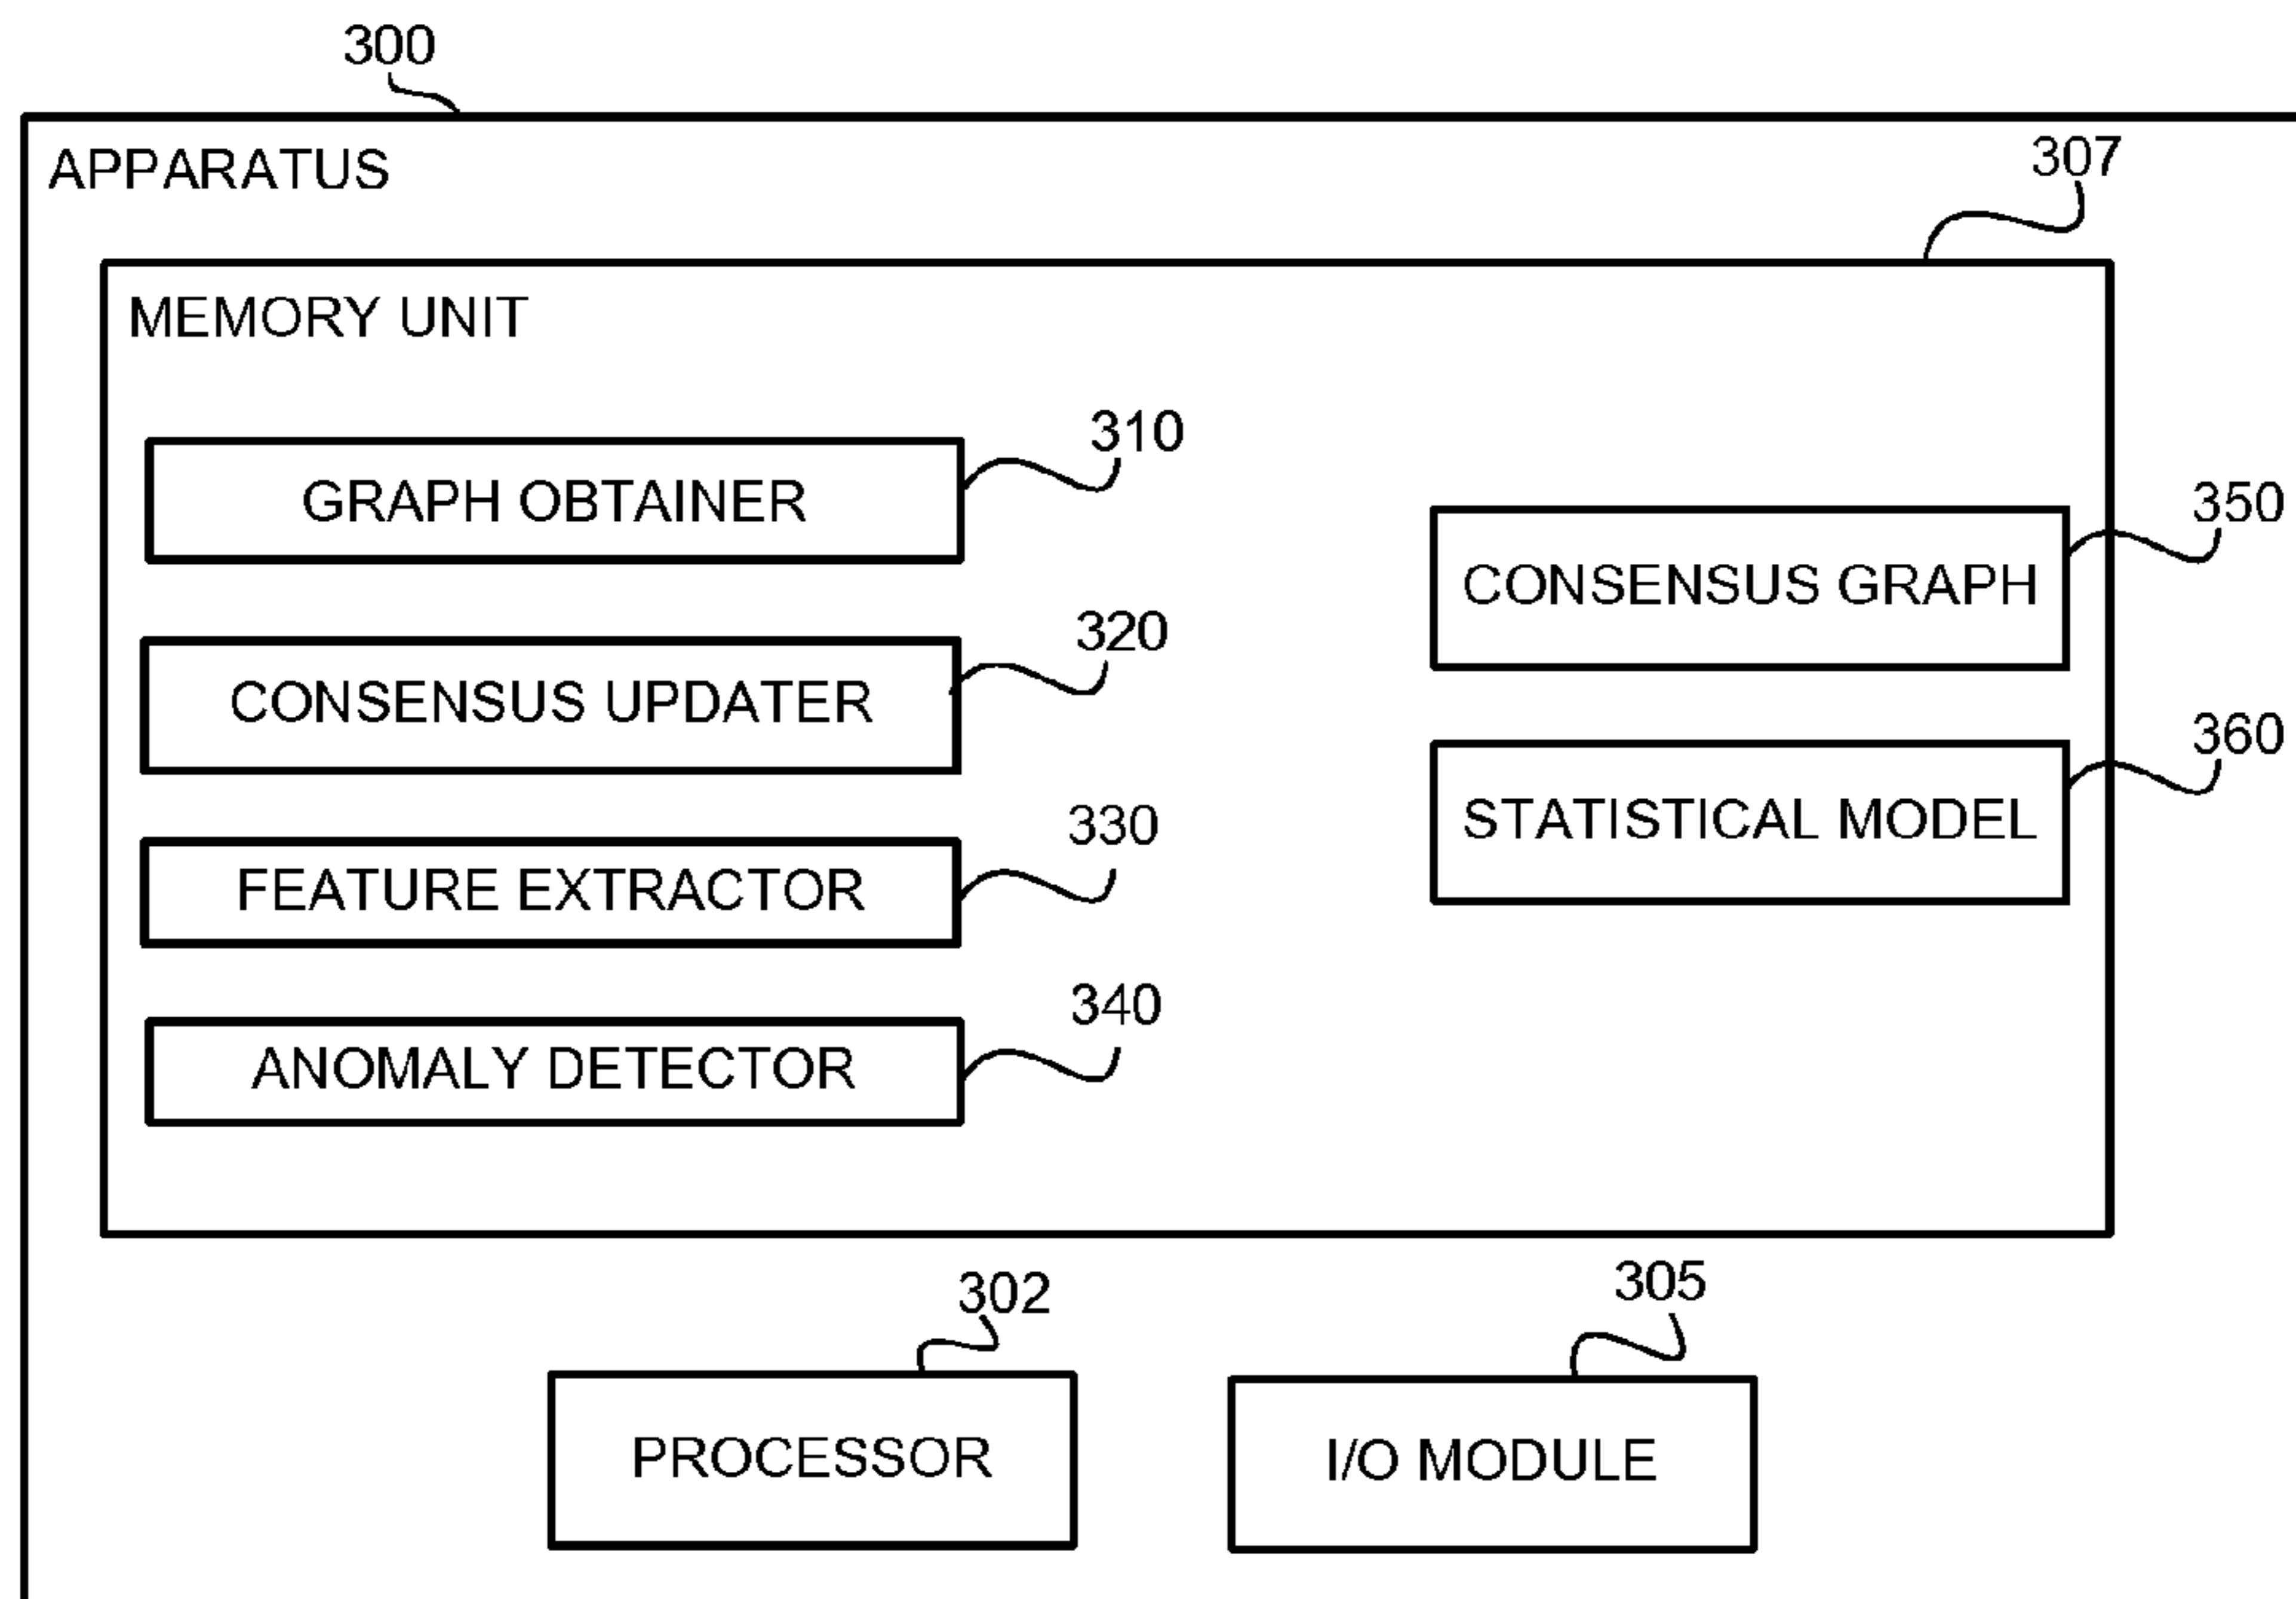 300
APPARATUS
307
MEMORY UNIT
310
GRAPH OBTAINER
350
CONSENSUS GRAPH
320
CONSENSUS UPDATER
360
STATISTICAL MODEL
330
FEATURE EXTRACTOR
340
ANOMALY DETECTOR
302
305
PROCESSOR
I/O MODULE